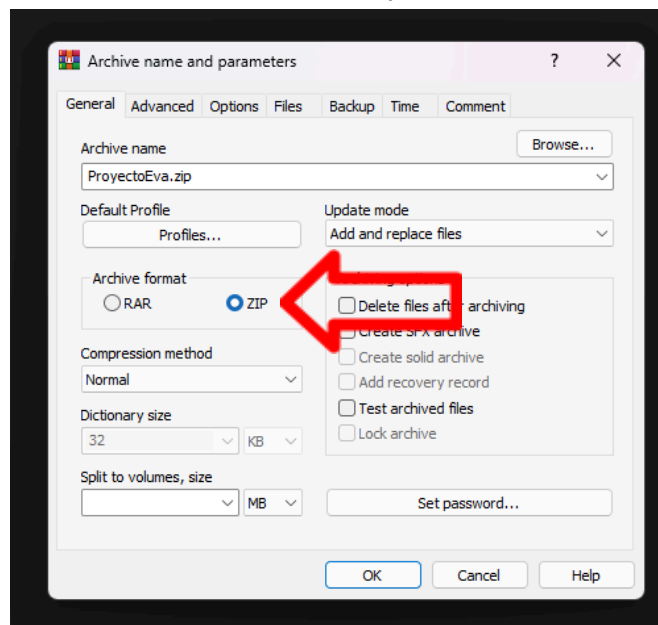 Archive name and parameters
General Advanced Options Files Backup Time Comment
Archive name
Browse...
ProyectoEva.zip
Default Profile
Profiles...
Update mode
Add and replace files
Archive format
RAR ZIP
Delete files after archiving
Create SFX archive
Create solid archive
Add recovery record
Test archived files
Lock archive
Compression method
Normal
Dictionary size
32 KB
Split to volumes, size
MB
Set password...
OK Cancel Help